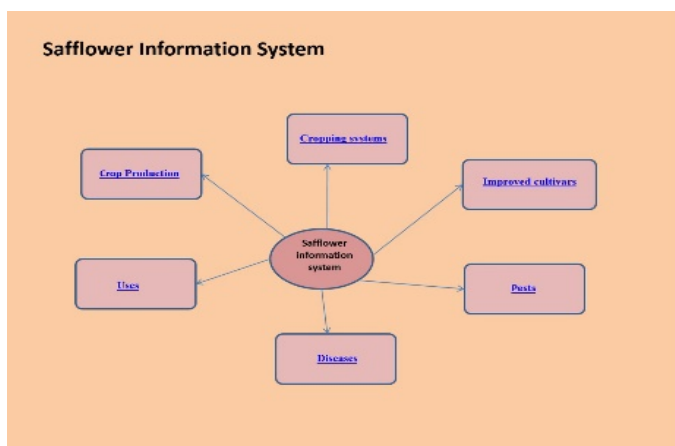 Safflower Information System
Cropping systems
Crop Production
Improved cultivars
Safflower
information
system
Uses
Pests
Diseases